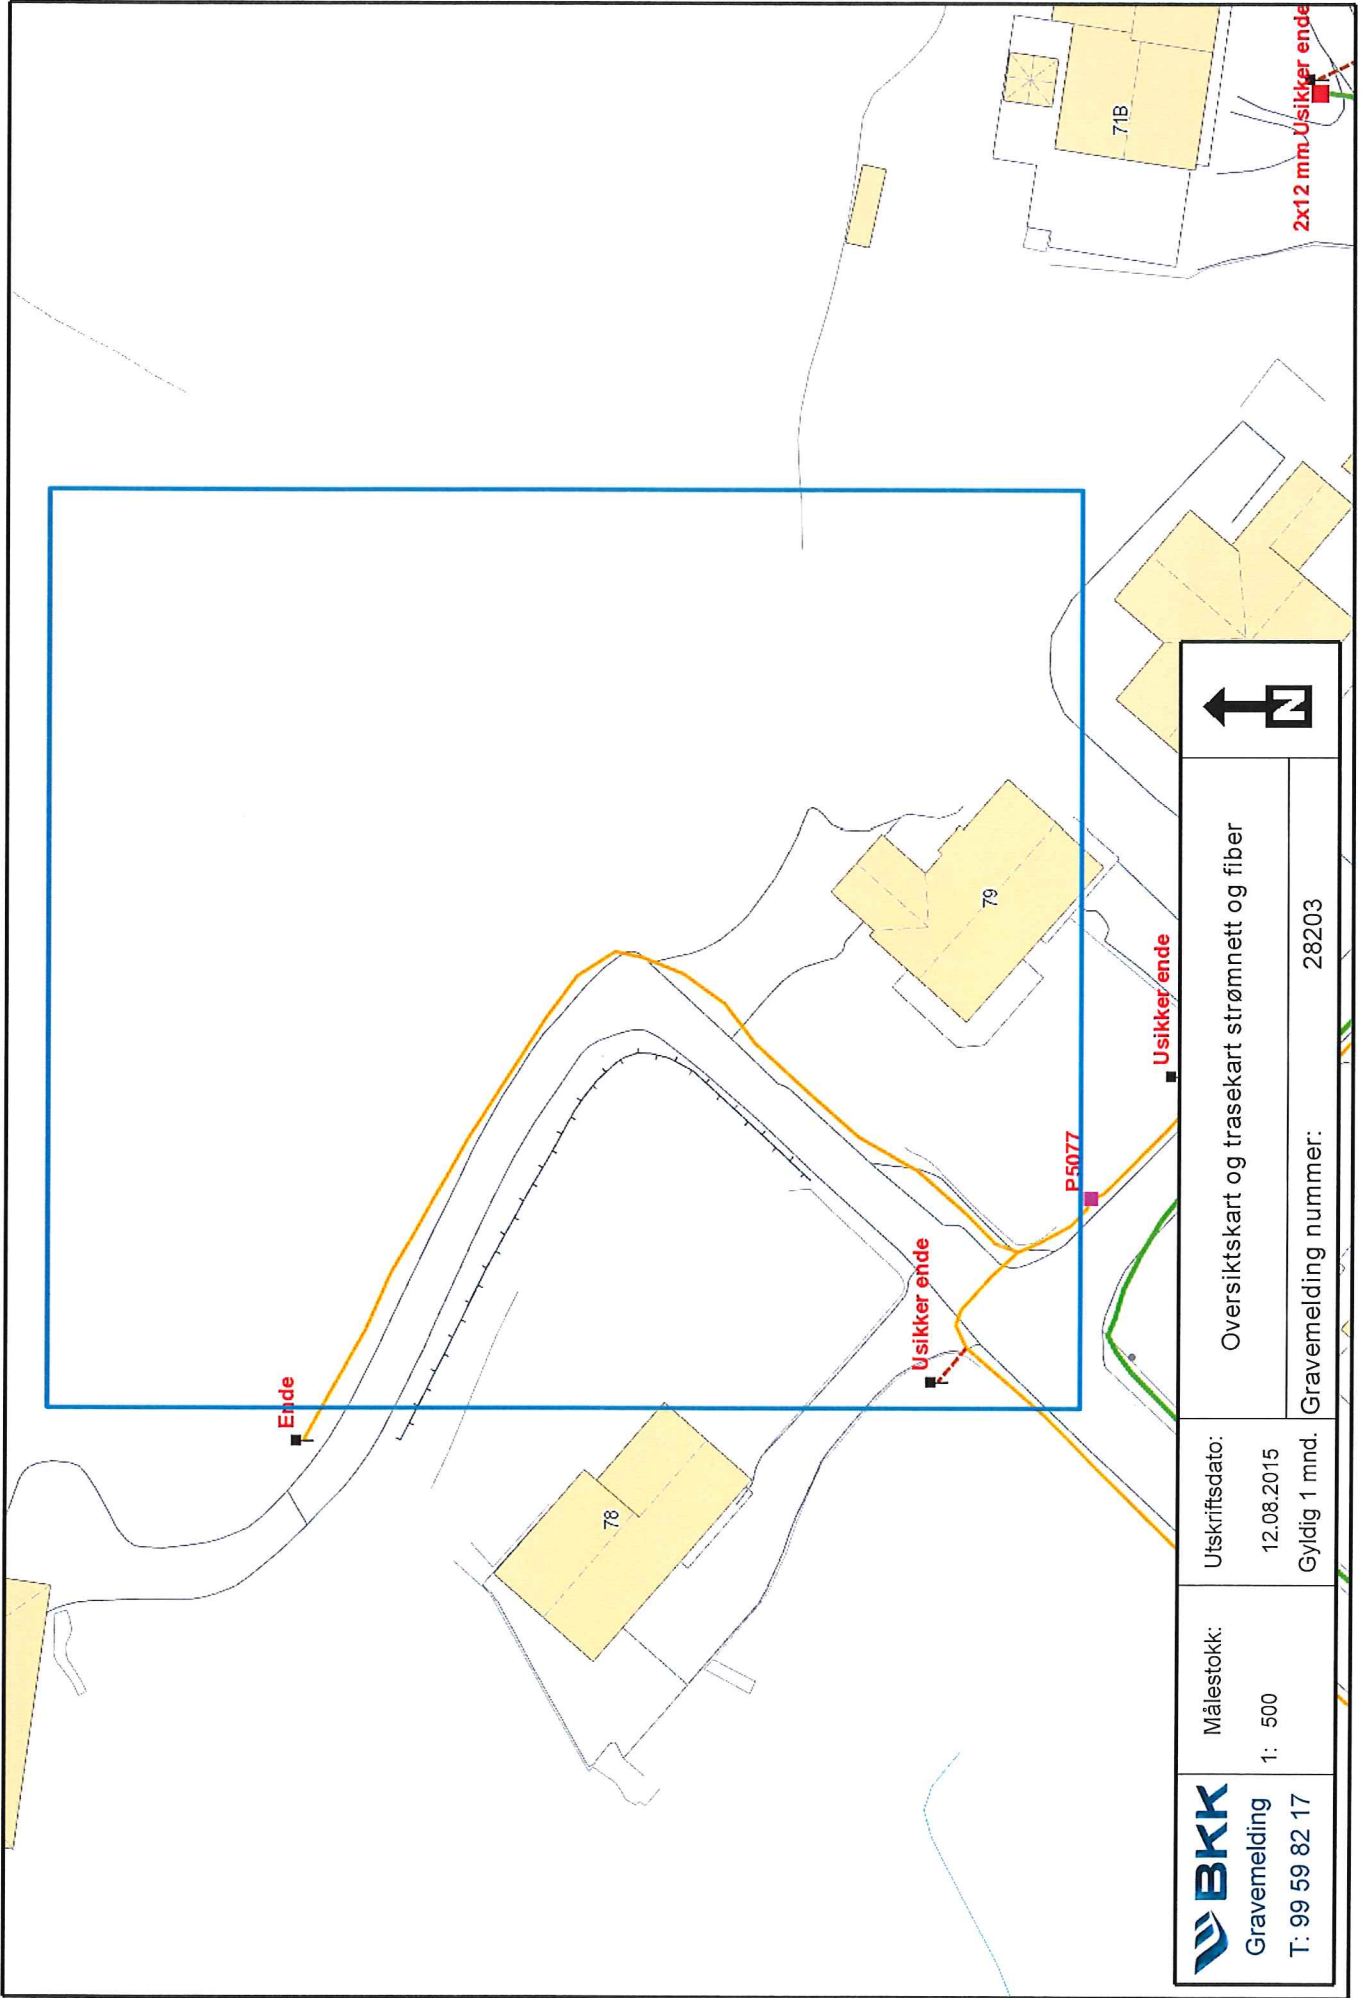 Ende
78
Usikker ende
P5077
Usikker ende
79
71B
2x12 mm Usikker ende
BKK
Gravemelding
T: 99 59 82 17
Målestokk:
1: 500
Utskriftsdato:
12.08.2015
Gyldig 1 mnd.
Oversiktskart og trasekart strømnett og fiber
Gravemelding nummer: 28203
N